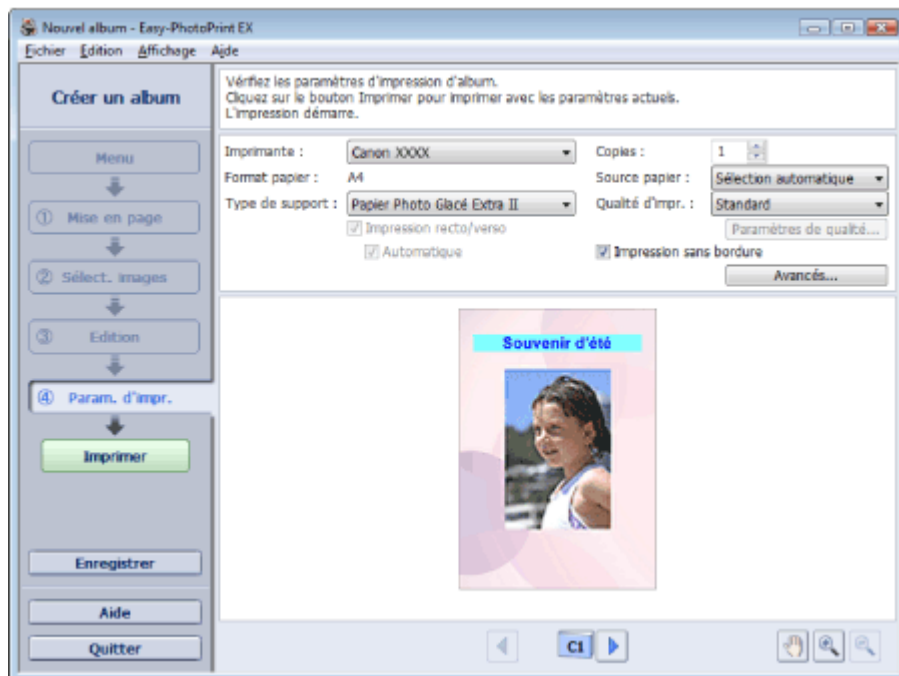 Nouvel album - Easy-PhotoPrint EX
Fichier Edition Affichage Aide
Créer un album
Menu
① Mise en page
② Sélect. images
③ Edition
④ Param. d'impr.
Imprimer
Enregistrer
Aide
Quitter
Vérifiez les paramètres d'impression d'album.
Cliquez sur le bouton Imprimer pour imprimer avec les paramètres actuels.
L'impression démarre.
Imprimante : Canon XXXX Copies : 1
Format papier : A4 Source papier : Sélection automatique
Type de support : Papier Photo Glacé Extra II Qualité d'impr. : Standard
Impression recto/verso Paramètres de qualité...
Automatique Impression sans bordure
Avancés...
Souvenir d'été
C1